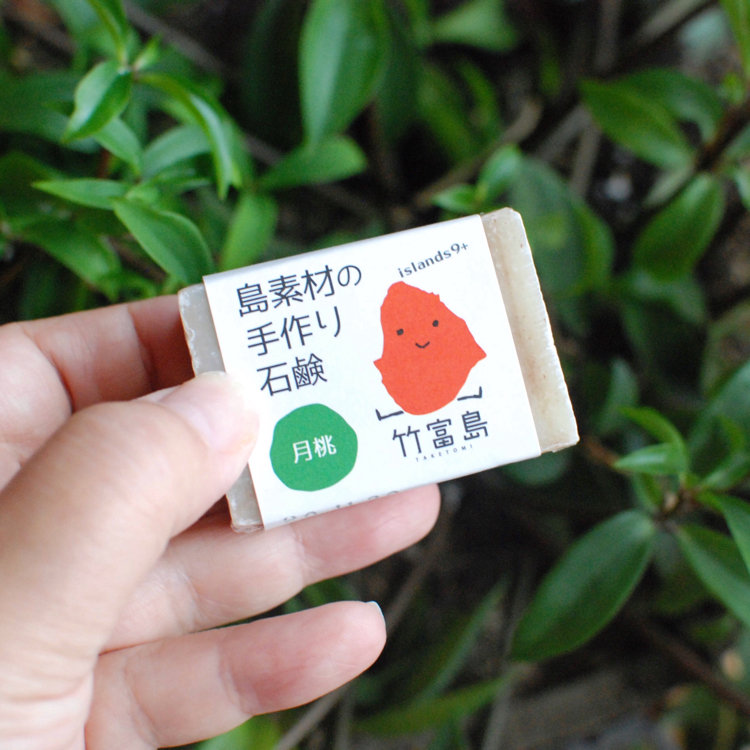 島素材の
手作り
石鹸
月桃
islands9+
竹富島
TAKETOMI